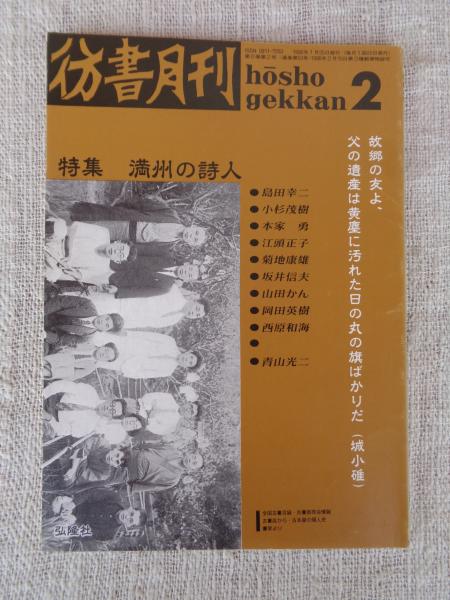 彷書月刊
hōsho
gekkan 2
特集 満州の詩人
故郷の友よ、
父の遺産は黄塵に汚れた日の丸の旗ばかりだ（城小碓）
●島田幸二
●小杉茂樹
●本家 勇
●江頭正子
●菊地康雄
●坂井信夫
●山田かん
●岡田英樹
●西原和海
●
●青山光二
弘隆社